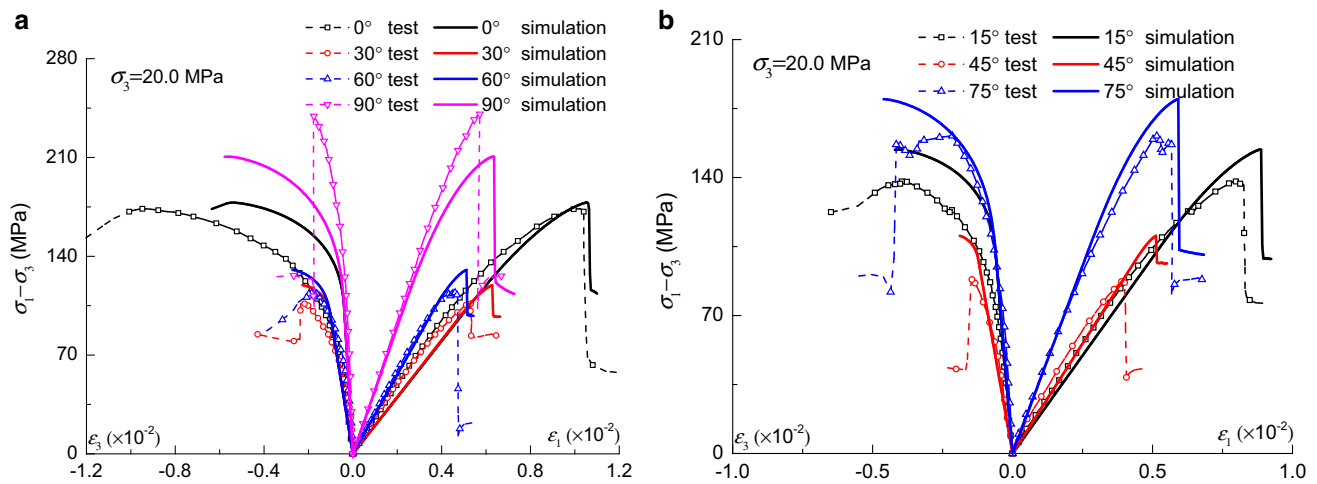 a
0° test 0° simulation
30° test 30° simulation
60° test 60° simulation
90° test 90° simulation
σ3=20.0 MPa
σ1−σ3 (MPa)
280
210
140
70
0
ε3 (×10-2)
ε1 (×10-2)
-1.2 -0.8 -0.4 0.0 0.4 0.8 1.2
b
15° test 15° simulation
45° test 45° simulation
75° test 75° simulation
σ3=20.0 MPa
σ1−σ3 (MPa)
210
140
70
0
ε3 (×10-2)
ε1 (×10-2)
-1.0 -0.5 0.0 0.5 1.0